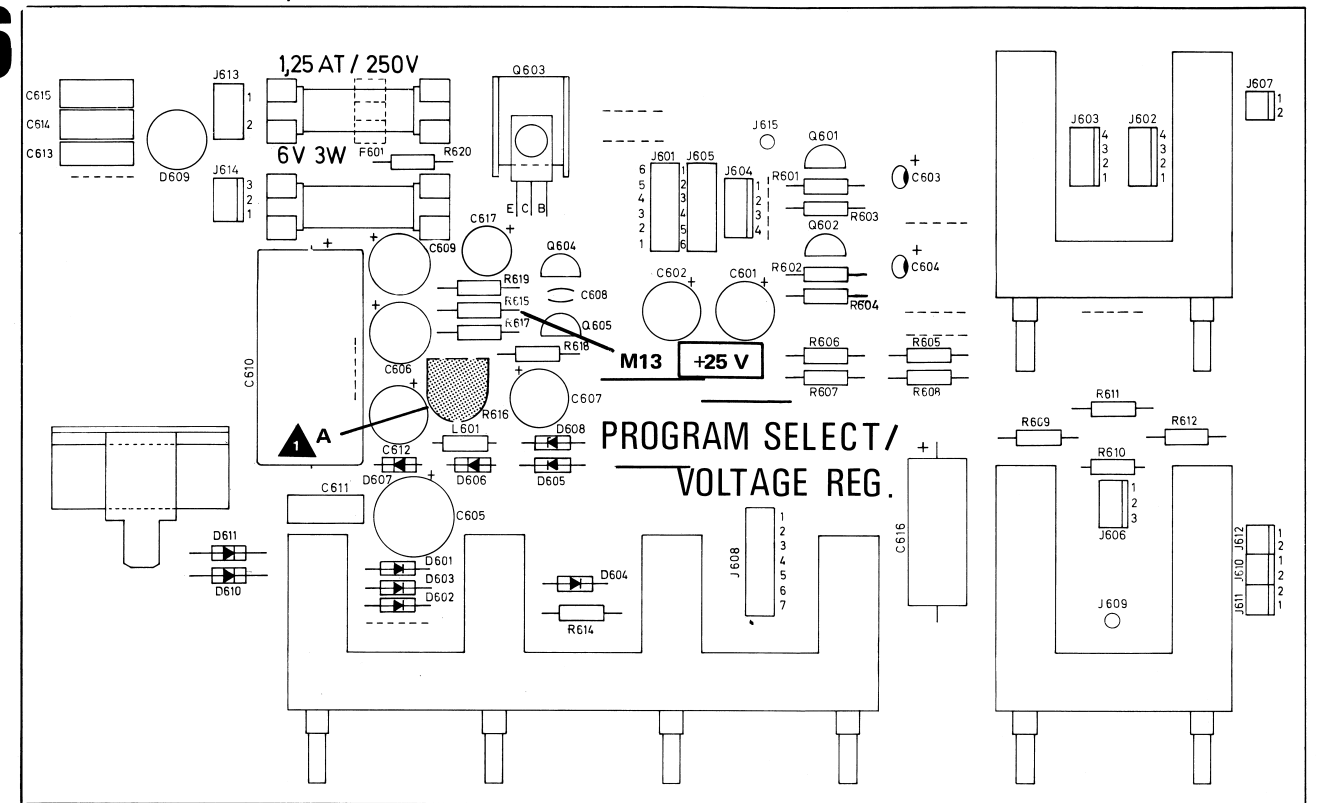 6
1,25 AT / 250V
Q603
J613
C615
1
J607
1
2
C614
2
J615
Q601
J603
J602
C613
6V 3W
F601
R620
4
3
2
1
4
3
2
1
D609
J614
3
2
1
J601
J605
J604
R601
+
C603
6
5
4
3
2
1
1
2
3
4
5
6
1
2
3
4
R603
E C B
C617
+
Q602
+
C609
+
Q604
R602
+
C604
R619
C602
+
C601
+
R615
C608
R604
+
R617
Q605
R618
M13
+25 V
R606
R605
C610
C606
+
R607
R608
+
R616
C607
R611
1 A
L601
D608
PROGRAM SELECT/
R609
R612
C612
+
R610
D607
D606
D605
VOLTAGE REG.
C611
+
C605
J608
1
2
3
4
5
6
7
C616
1
2
3
J606
D611
D601
J612
1
2
D610
D603
D604
J610
1
2
D602
J611
2
1
R614
J609